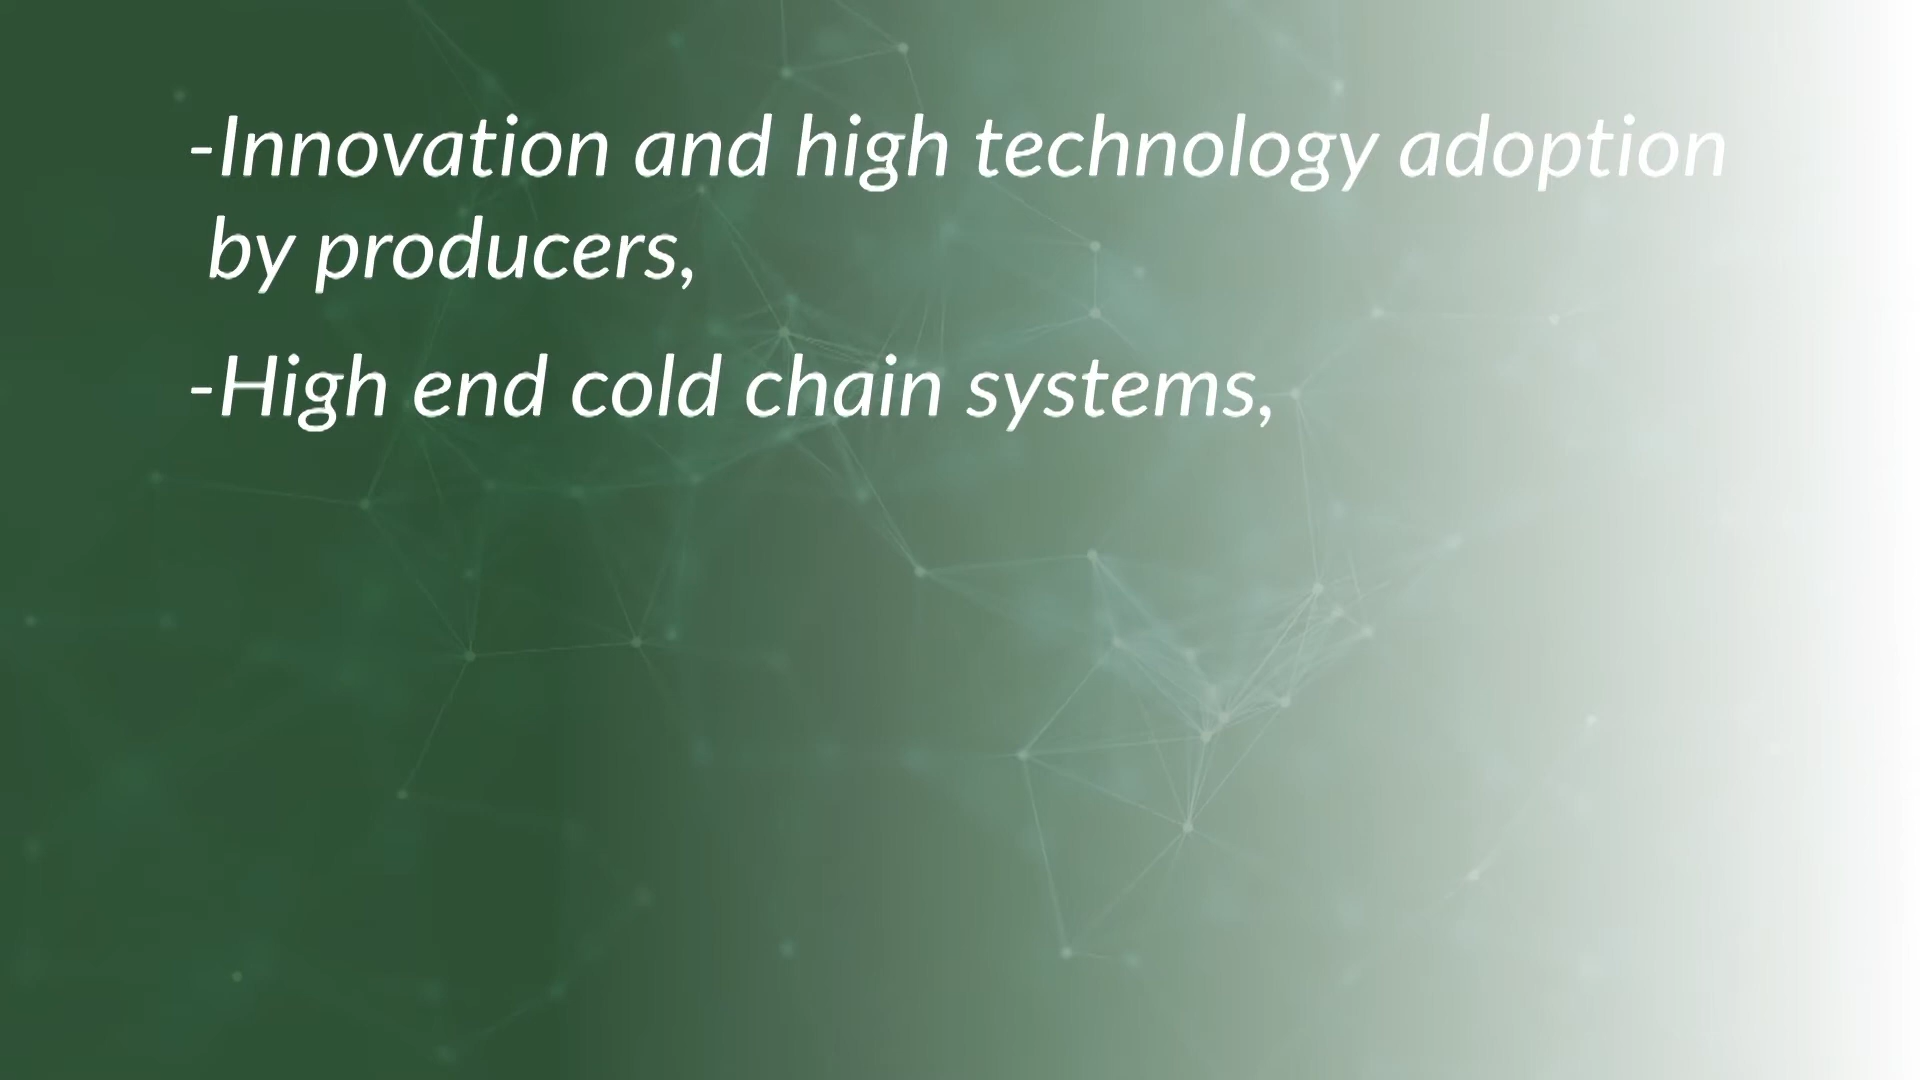 -Innovation and high technology adoption
by producers,
-High end cold chain systems,